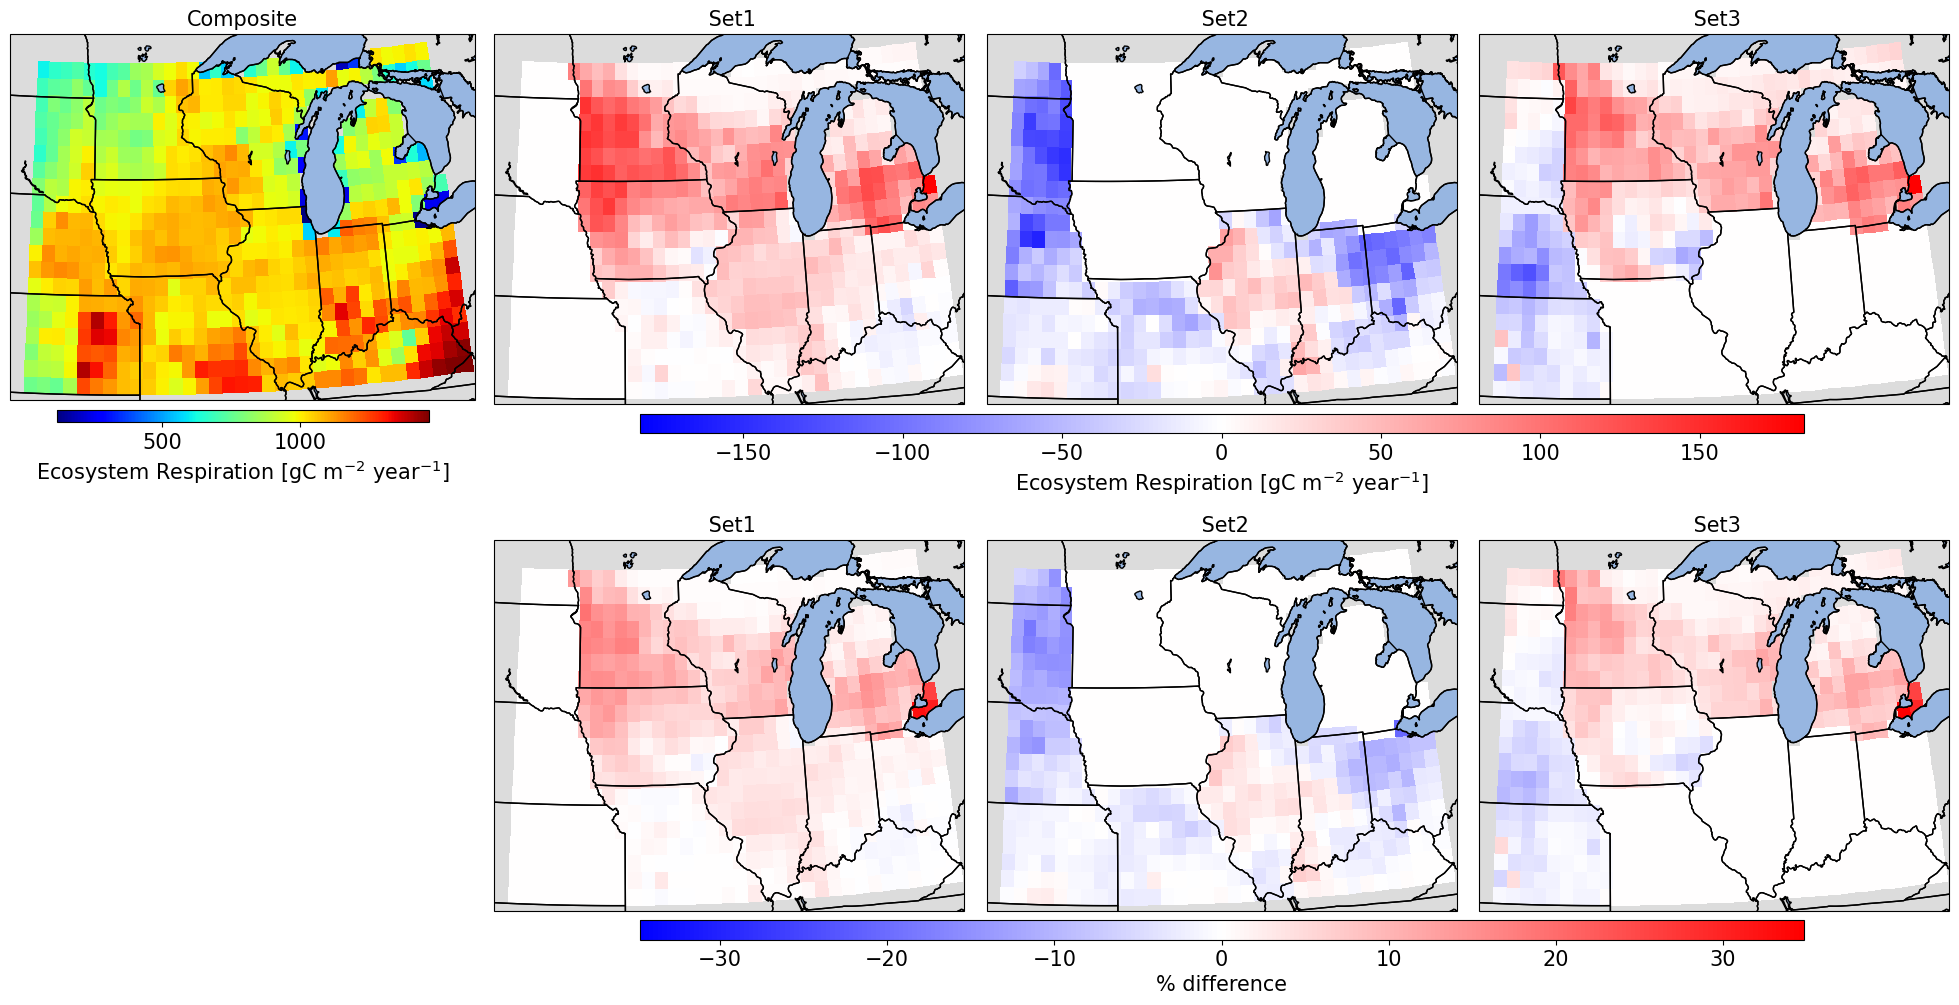 Composite
Set1
Set2
Set3
500 1000
Ecosystem Respiration [gC m⁻² year⁻¹]
−150 −100 −50 0 50 100 150
Ecosystem Respiration [gC m⁻² year⁻¹]
Set1
Set2
Set3
−30 −20 −10 0 10 20 30
% difference